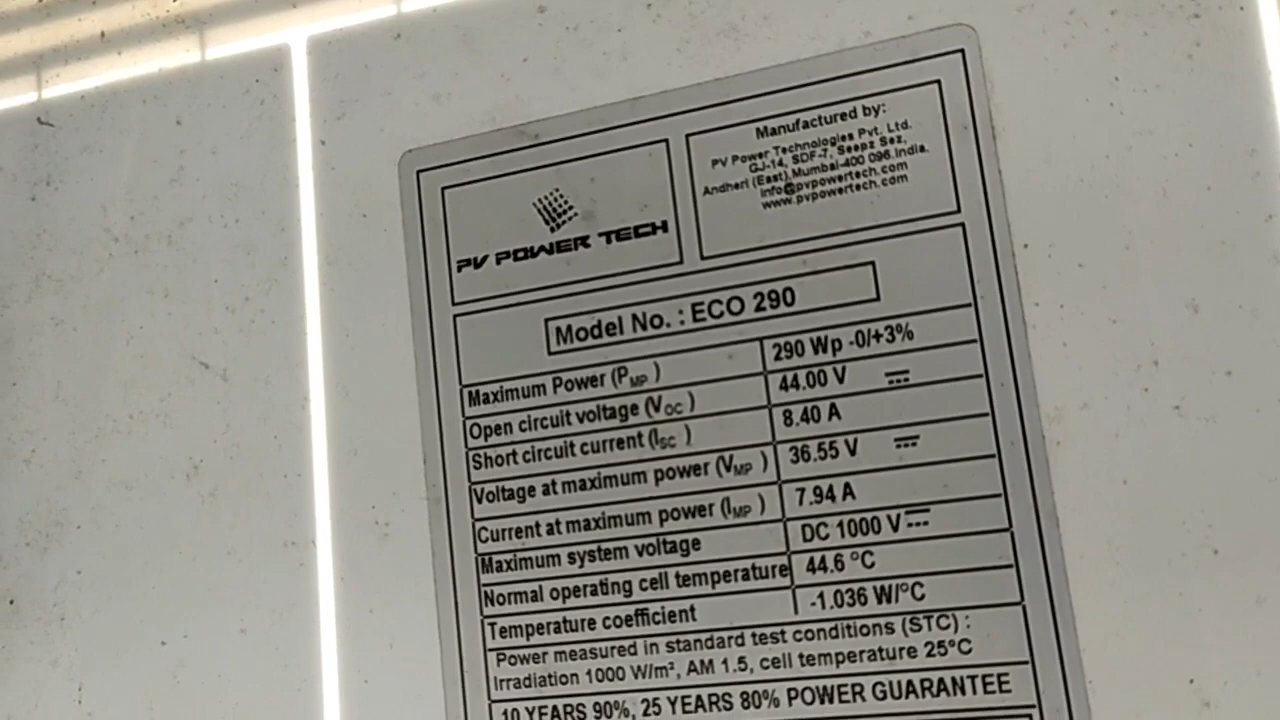 PV POWER TECH
Manufactured by:
PV Power Technologies Pvt. Ltd.
GJ-14, SDF-7, Seepz Sez,
Andheri (East),Mumbai-400 096.India.
info@pvpowertech.com
www.pvpowertech.com
Model No. : ECO 290
Maximum Power (PMP ) 290 Wp -0/+3%
Open circuit voltage (VOC ) 44.00 V
Short circuit current (ISC ) 8.40 A
Voltage at maximum power (VMP ) 36.55 V
Current at maximum power (IMP ) 7.94 A
Maximum system voltage DC 1000 V
Normal operating cell temperature 44.6 °C
Temperature coefficient -1.036 W/°C
Power measured in standard test conditions (STC) :
Irradiation 1000 W/m², AM 1.5, cell temperature 25°C
10 YEARS 90%, 25 YEARS 80% POWER GUARANTEE